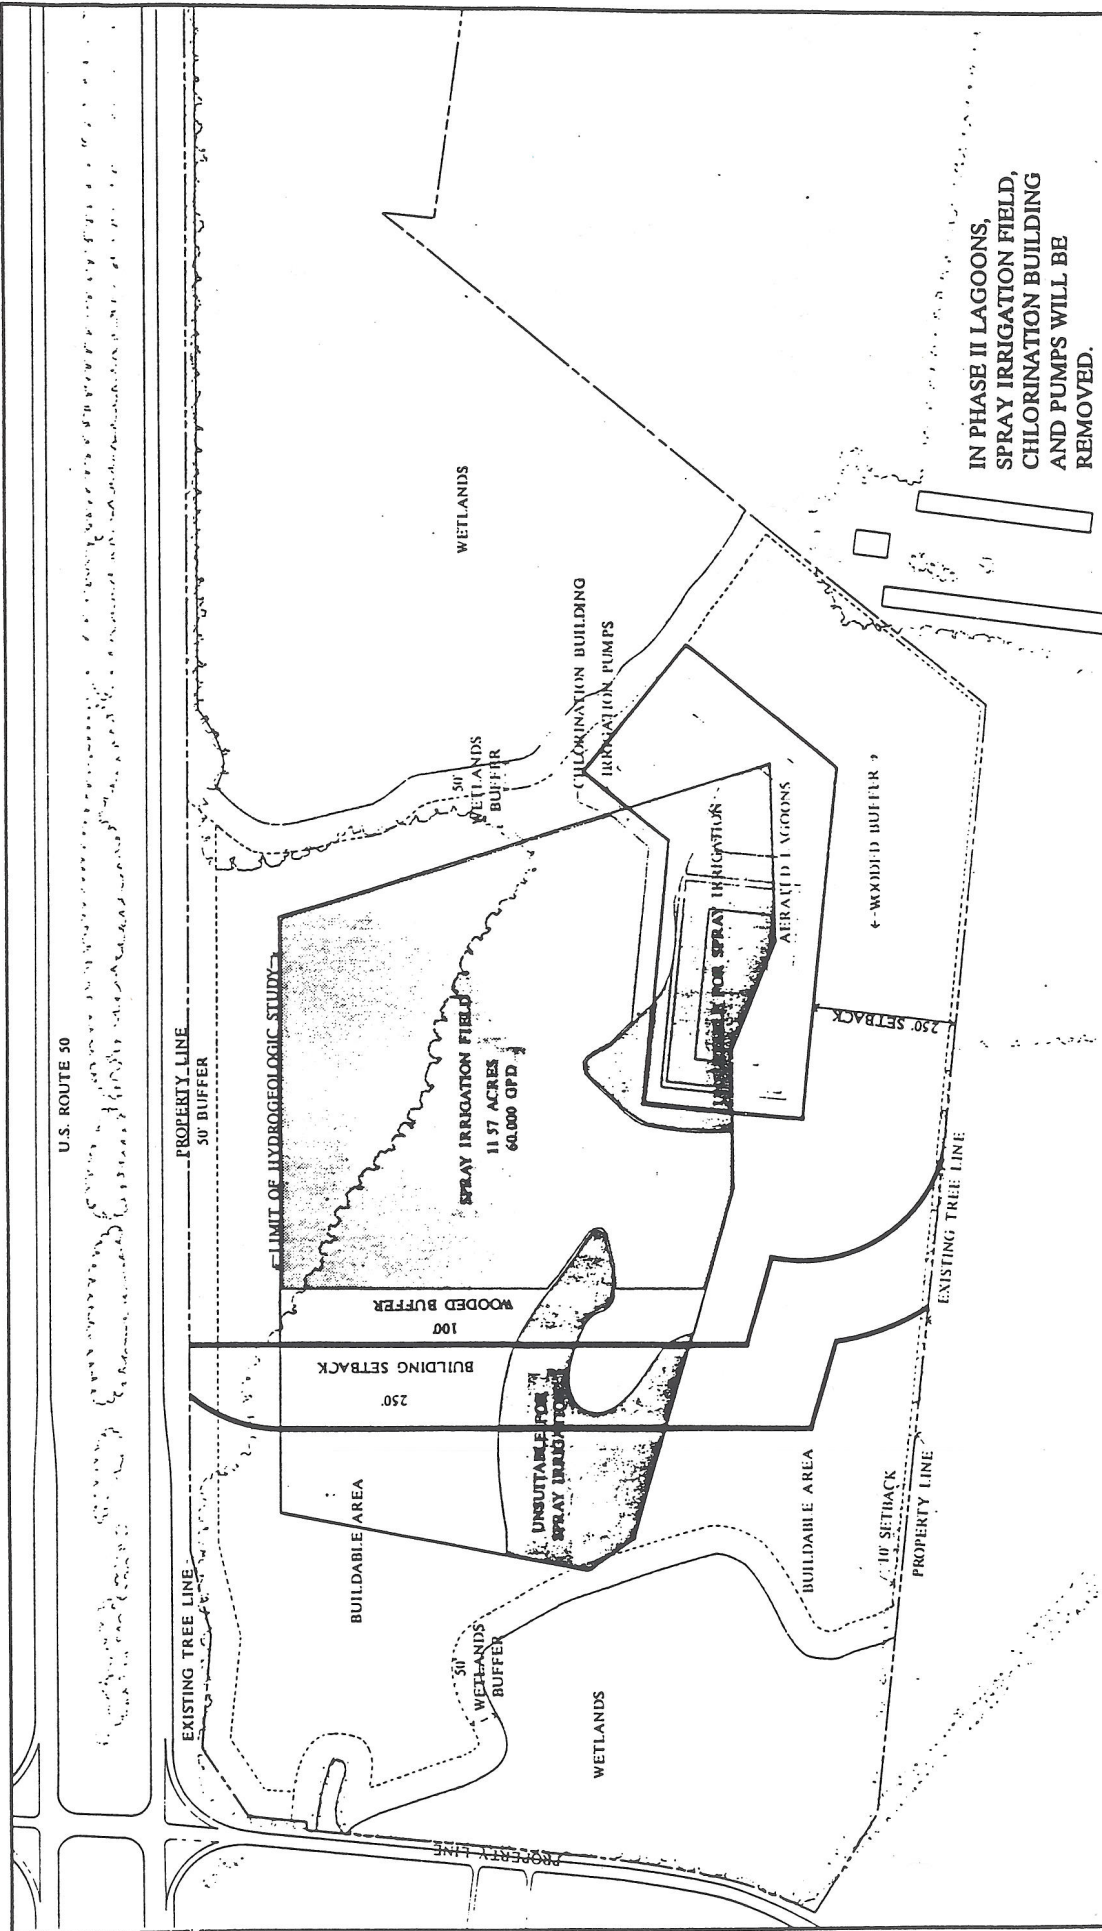 U.S. ROUTE 50
EXISTING TREE LINE
PROPERTY LINE
50' BUFFER
LIMIT OF HYDROGEOLOGIC STUDY
BUILDABLE AREA
250'
BUILDING SETBACK
100'
WOODED BUFFER
SPRAY IRRIGATION FIELD
11 57 ACRES
60,000 GPD
50'
WETLANDS
BUFFER
WETLANDS
50'
WETLANDS
BUFFER
UNSUITABLE FOR
SPRAY IRRIGATION
CHLORINATION BUILDING
IRRIGATION PUMPS
WETLANDS
PROPERTY LINE
FOR SPRAY IRRIGATION
AERATED LAGOONS
BUILDABLE AREA
WOODED BUFFER
10' SETBACK
250' SETBACK
PROPERTY LINE
EXISTING TREE LINE
IN PHASE II LAGOONS,
SPRAY IRRIGATION FIELD,
CHLORINATION BUILDING
AND PUMPS WILL BE
REMOVED.